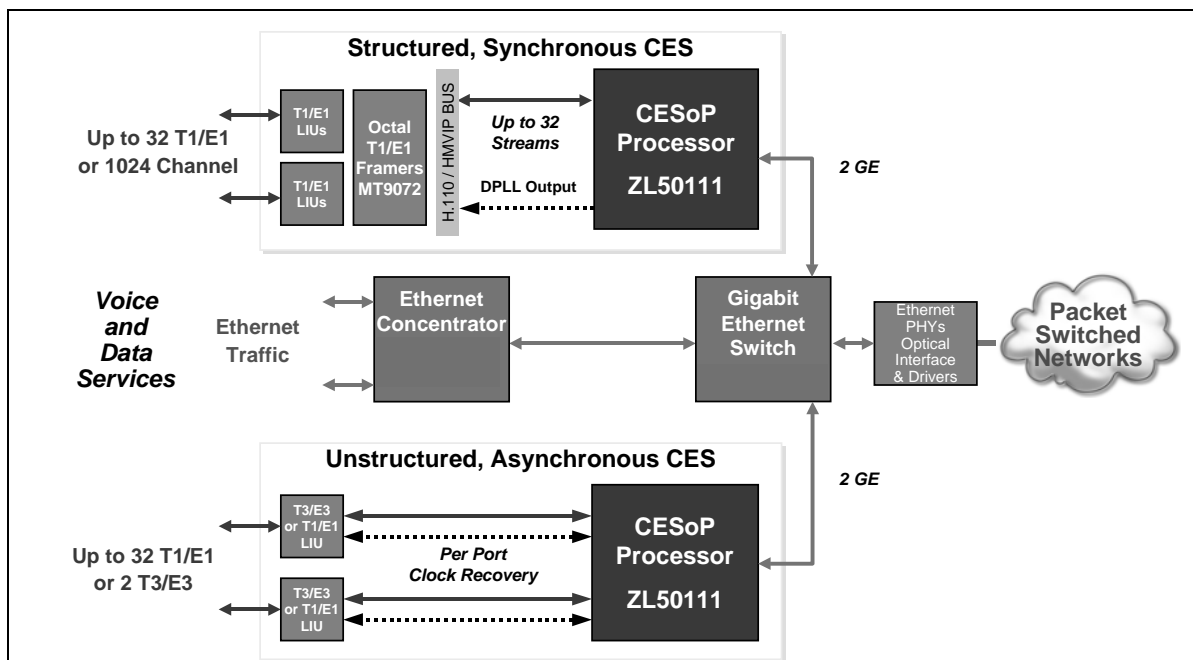 Structured, Synchronous CES
Up to 32 T1/E1
or 1024 Channel
T1/E1
LIUs
T1/E1
LIUs
Octal
T1/E1
Framers
MT9072
H.110 / HMVIP BUS
Up to 32
Streams
DPLL Output
CESoP
Processor
ZL50111
2 GE
Voice
and
Data
Services
Ethernet
Traffic
Ethernet
Concentrator
Gigabit
Ethernet
Switch
Ethernet
PHYs
Optical
Interface
& Drivers
Packet
Switched
Networks
Unstructured, Asynchronous CES
2 GE
Up to 32 T1/E1
or 2 T3/E3
T3/E3
or T1/E1
LIU
T3/E3
or T1/E1
LIU
Per Port
Clock Recovery
CESoP
Processor
ZL50111